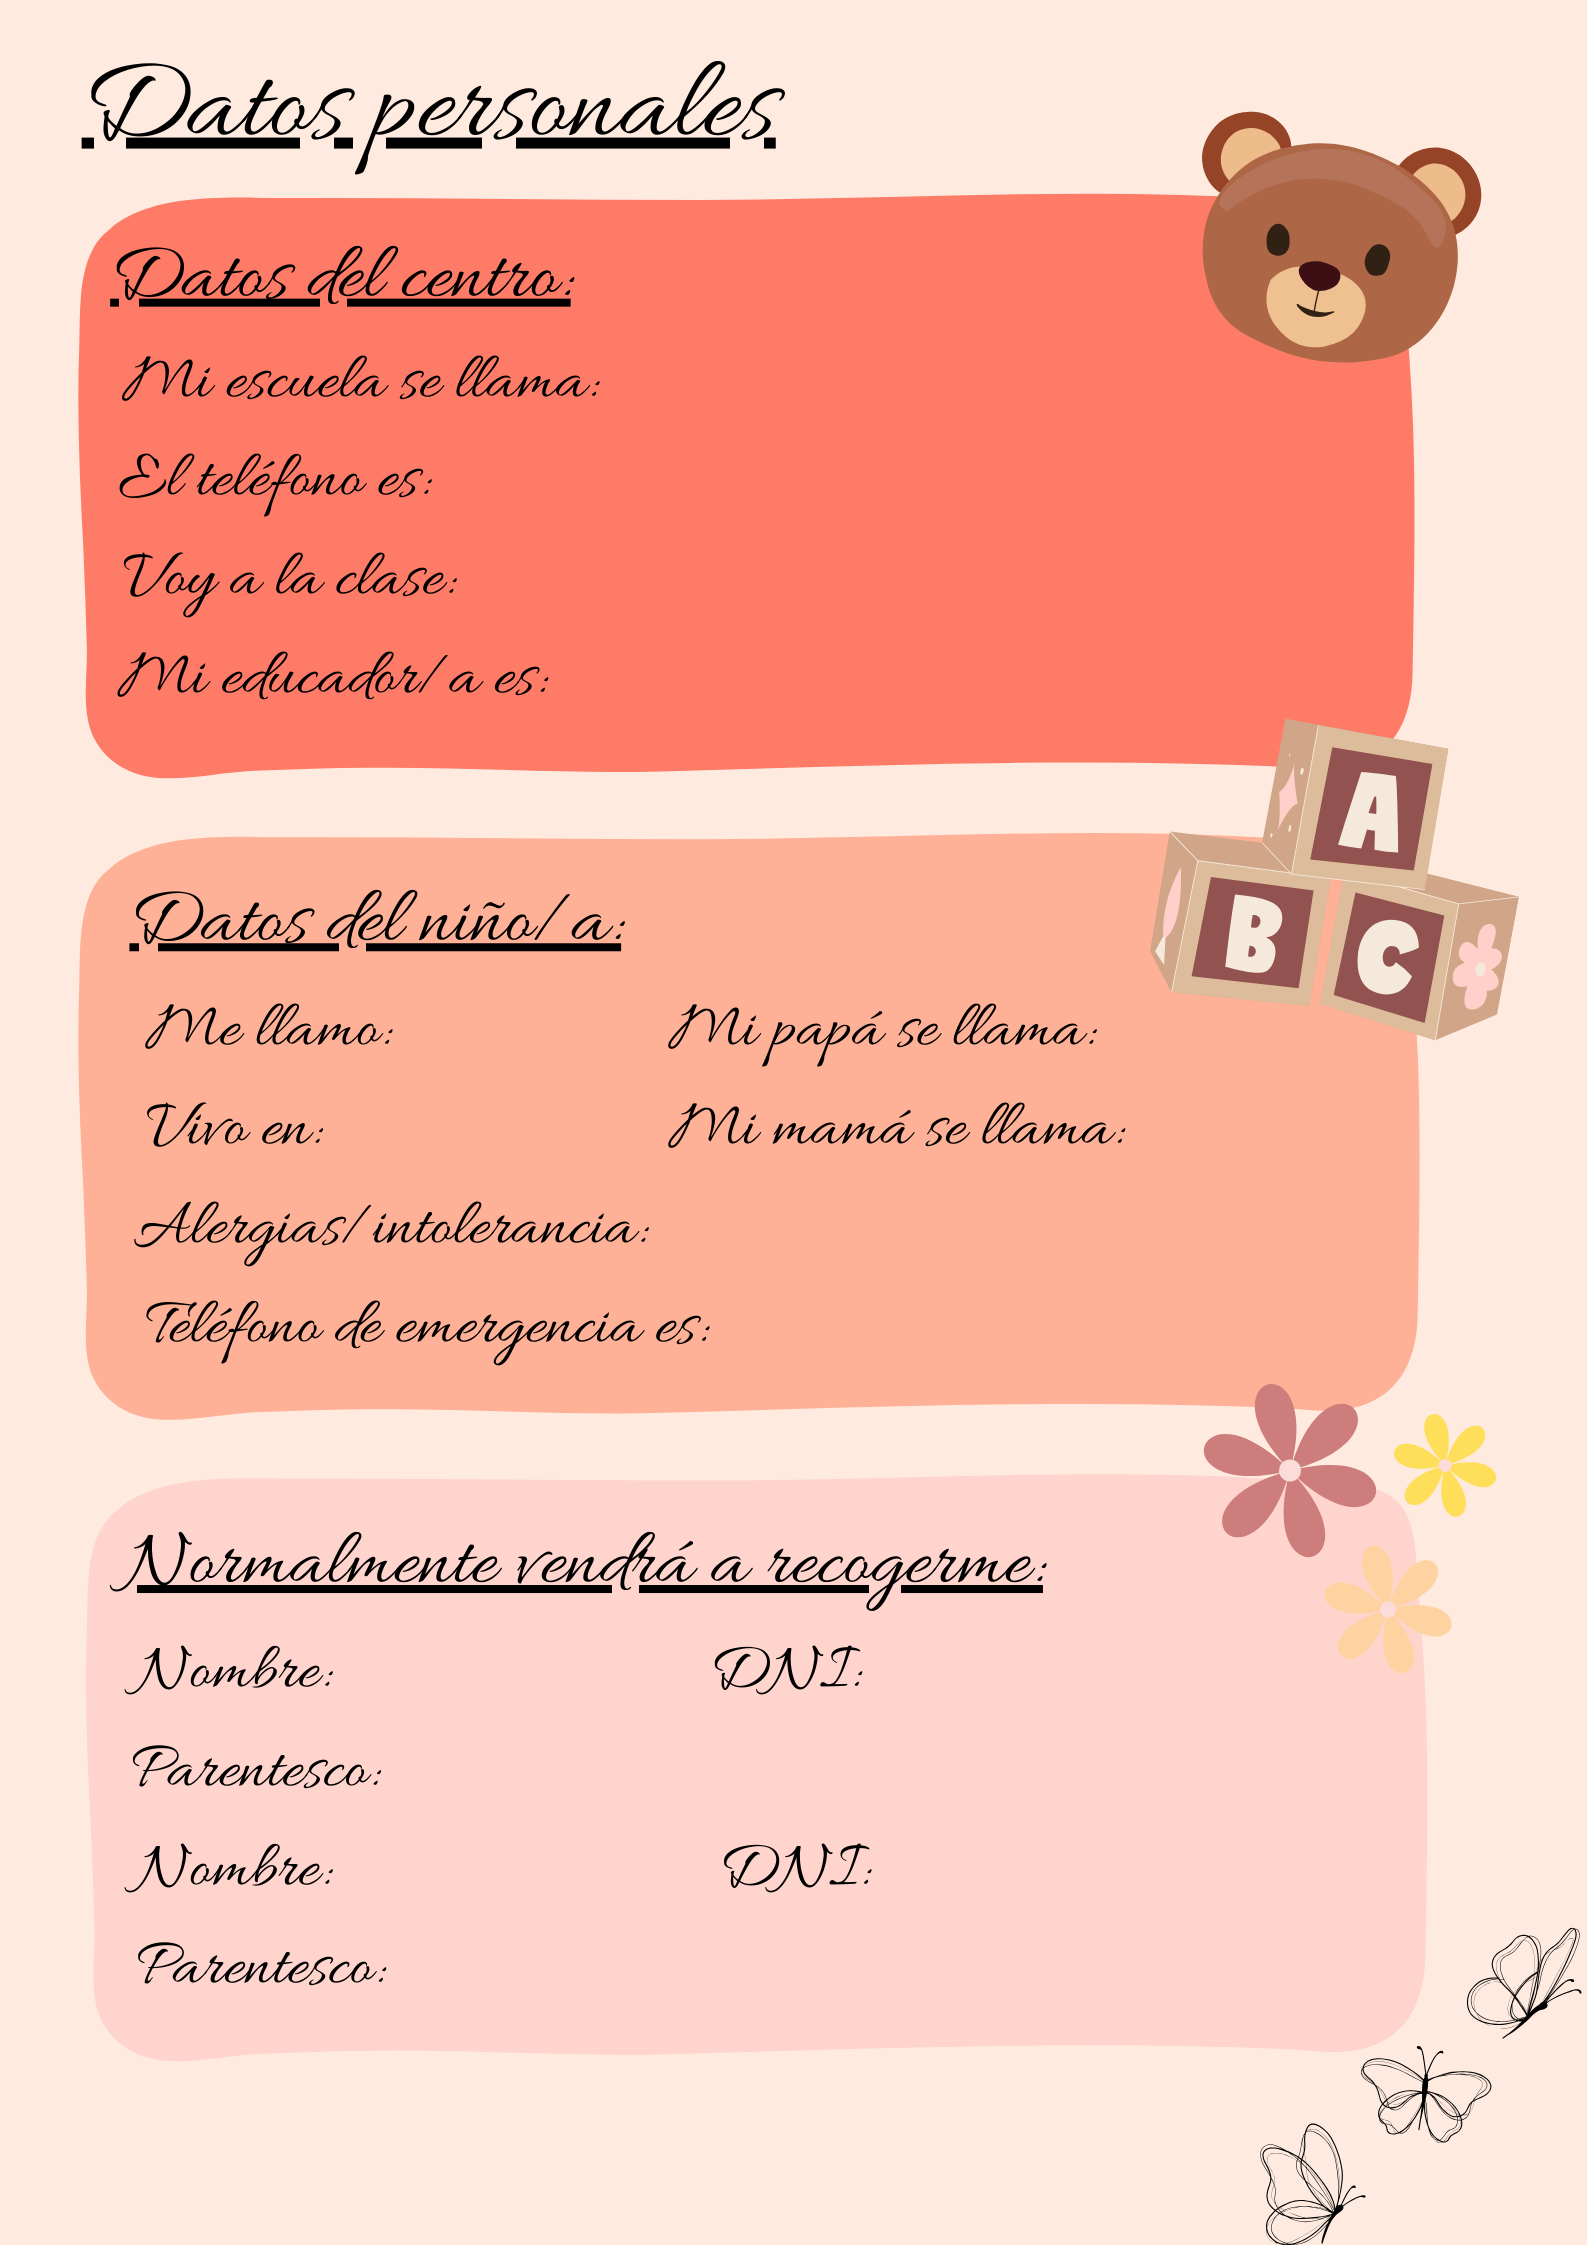 Datos personales
Datos del centro:
Mi escuela se llama:
El teléfono es:
Voy a la clase:
Mi educador/ a es:
A
B C
Datos del niño/ a:
Me llamo: Mi papá se llama:
Vivo en: Mi mamá se llama:
Alergias/ intolerancia:
Teléfono de emergencia es:
Normalmente vendrá a recogerme:
Nombre: DNI:
Parentesco:
Nombre: DNI:
Parentesco: